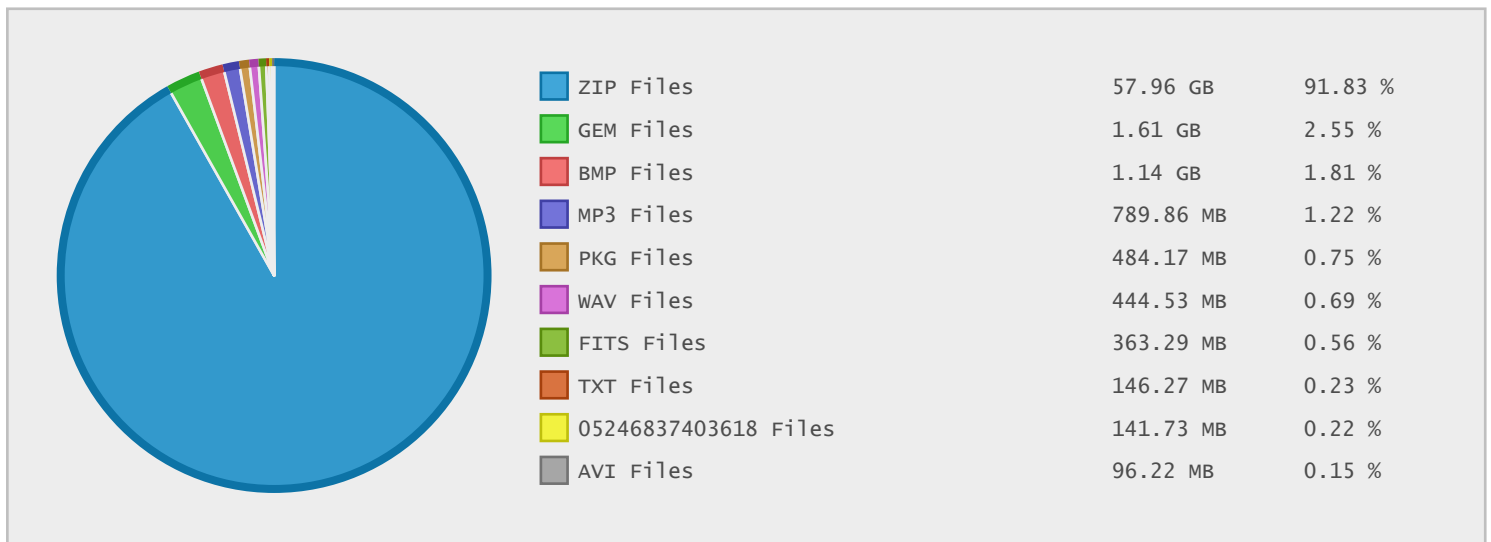 ZIP Files 57.96 GB 91.83 %
GEM Files 1.61 GB 2.55 %
BMP Files 1.14 GB 1.81 %
MP3 Files 789.86 MB 1.22 %
PKG Files 484.17 MB 0.75 %
WAV Files 444.53 MB 0.69 %
FITS Files 363.29 MB 0.56 %
TXT Files 146.27 MB 0.23 %
05246837403618 Files 141.73 MB 0.22 %
AVI Files 96.22 MB 0.15 %